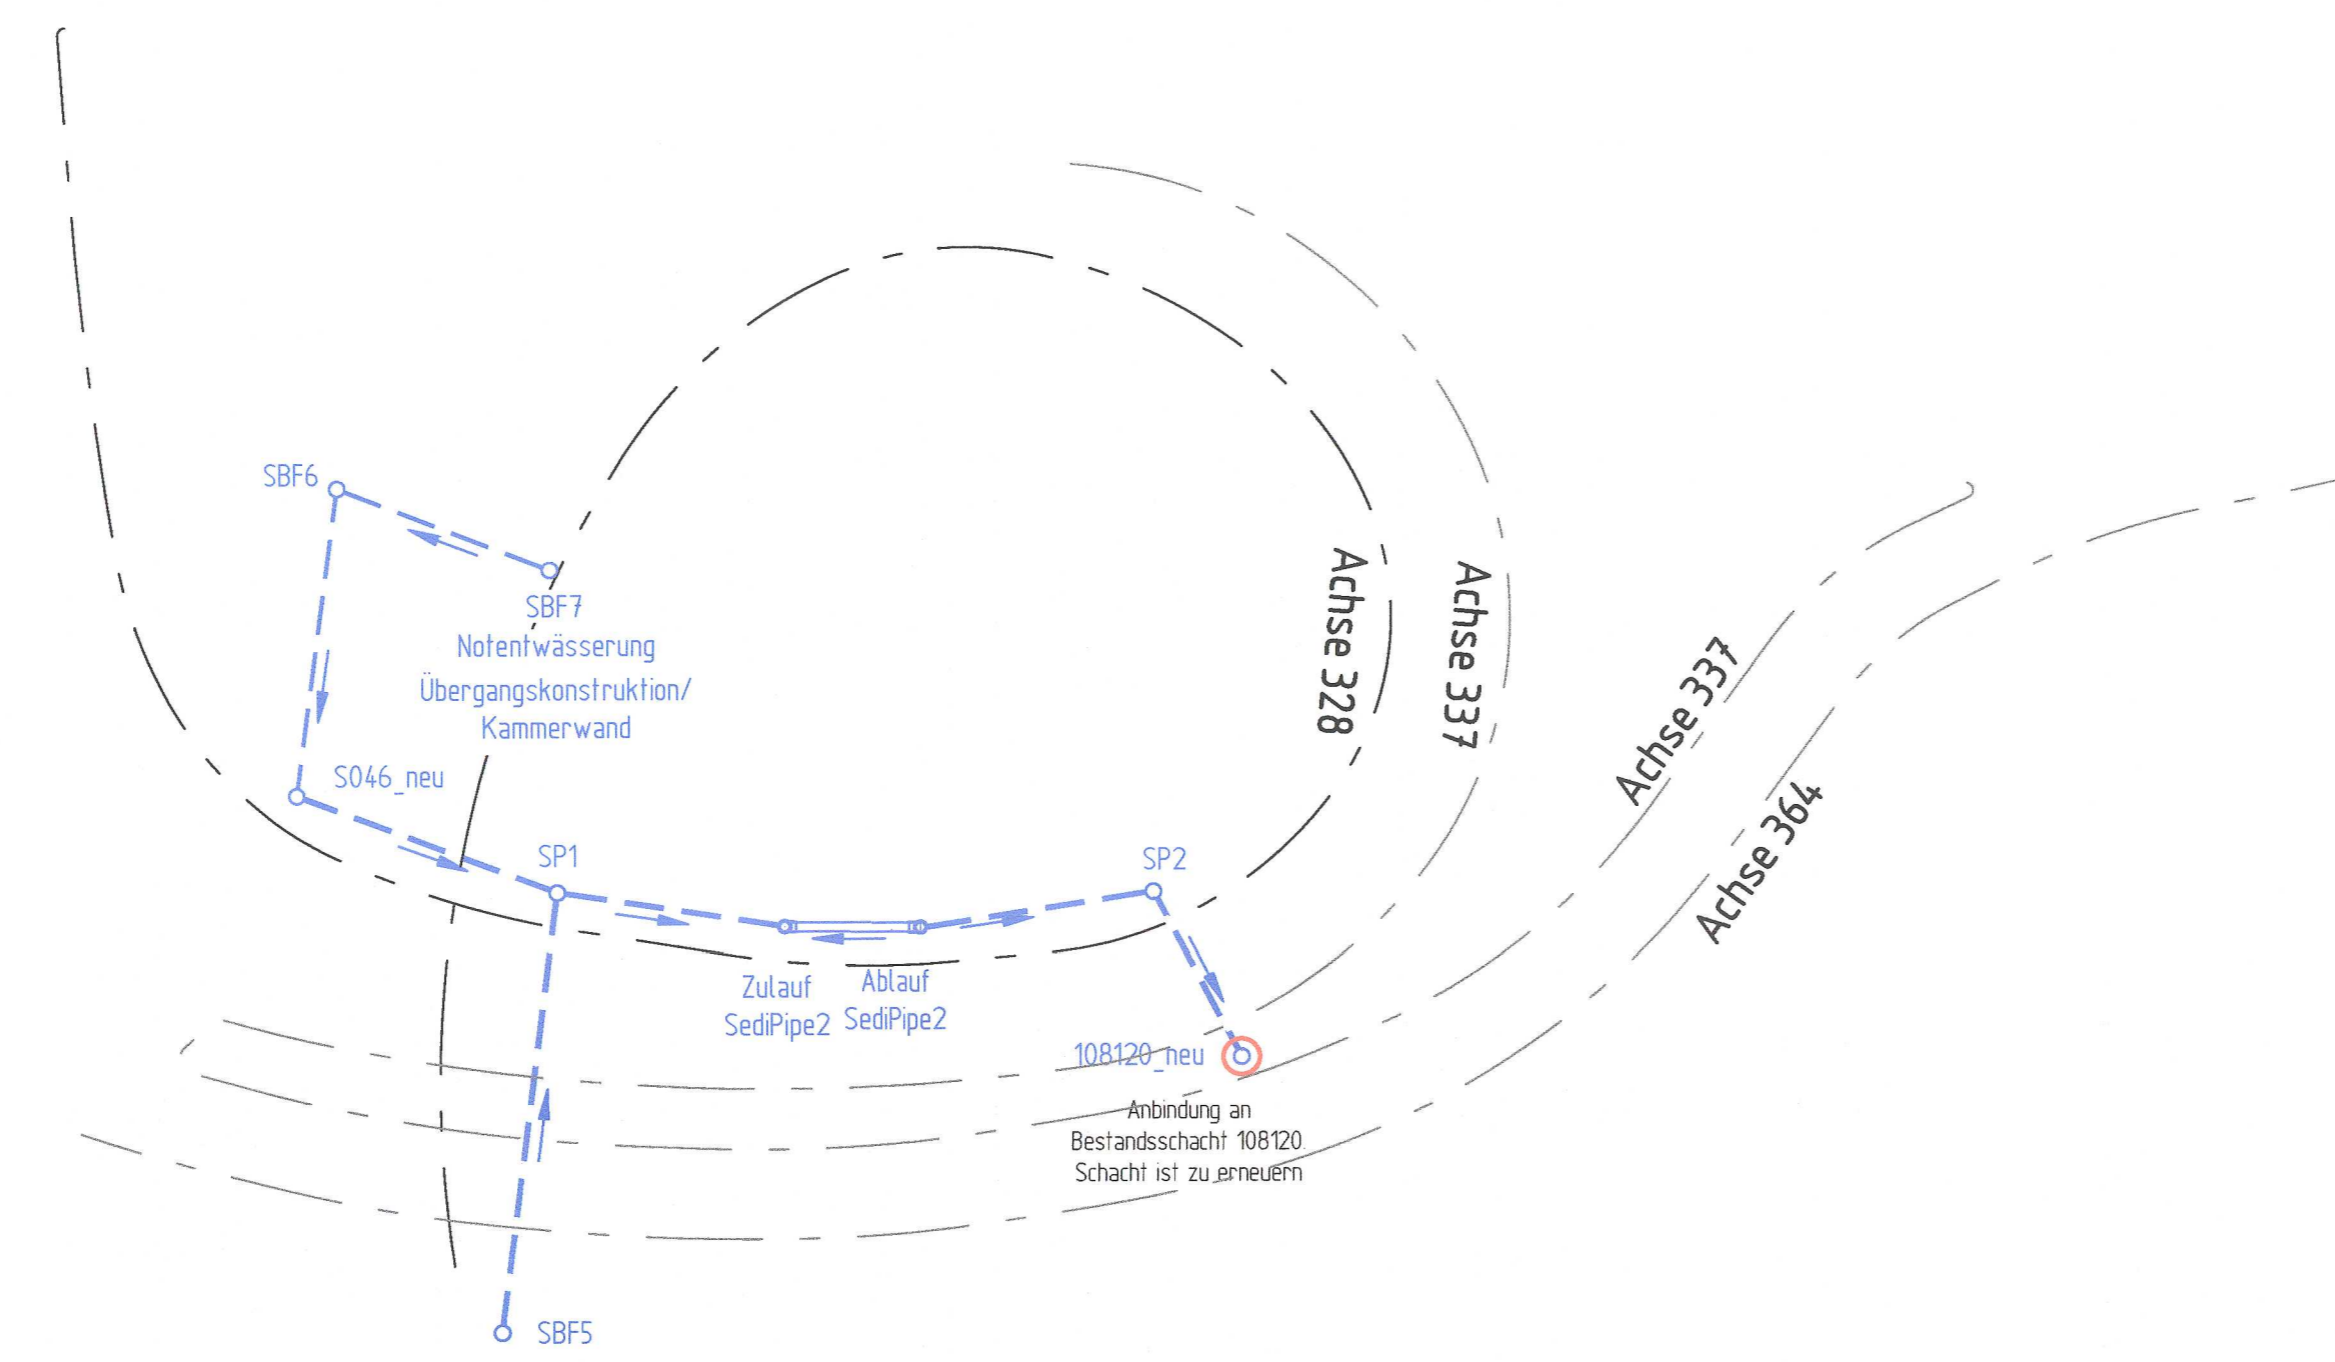 SBF6
SBF7
Notentwässerung
Übergangskonstruktion/
Kammerwand
S046_neu
SP1
SP2
Zulauf
SediPipe2
Ablauf
SediPipe2
108120_neu
Anbindung an
Bestandsschacht 108120.
Schacht ist zu erneuern
SBF5
Achse 328
Achse 337
Achse 337
Achse 364